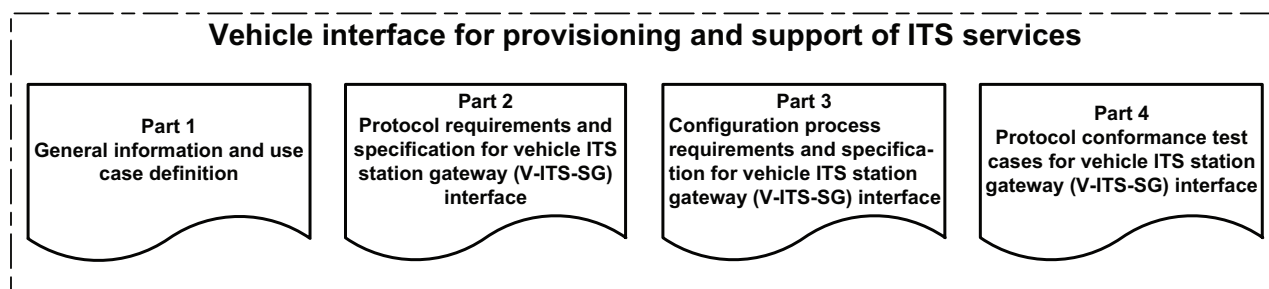 Vehicle interface for provisioning and support of ITS services
Part 1
General information and use
case definition
Part 2
Protocol requirements and
specification for vehicle ITS
station gateway (V-ITS-SG)
interface
Part 3
Configuration process
requirements and specifica-
tion for vehicle ITS station
gateway (V-ITS-SG) interface
Part 4
Protocol conformance test
cases for vehicle ITS station
gateway (V-ITS-SG) interface